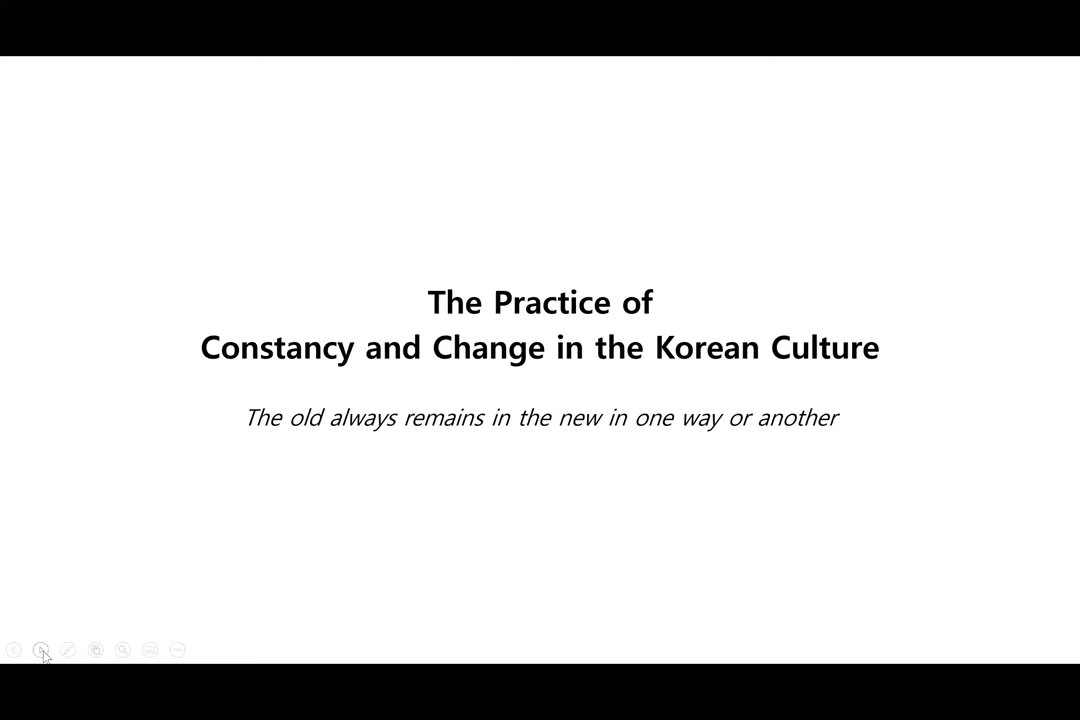 The Practice of
Constancy and Change in the Korean Culture
The old always remains in the new in one way or another